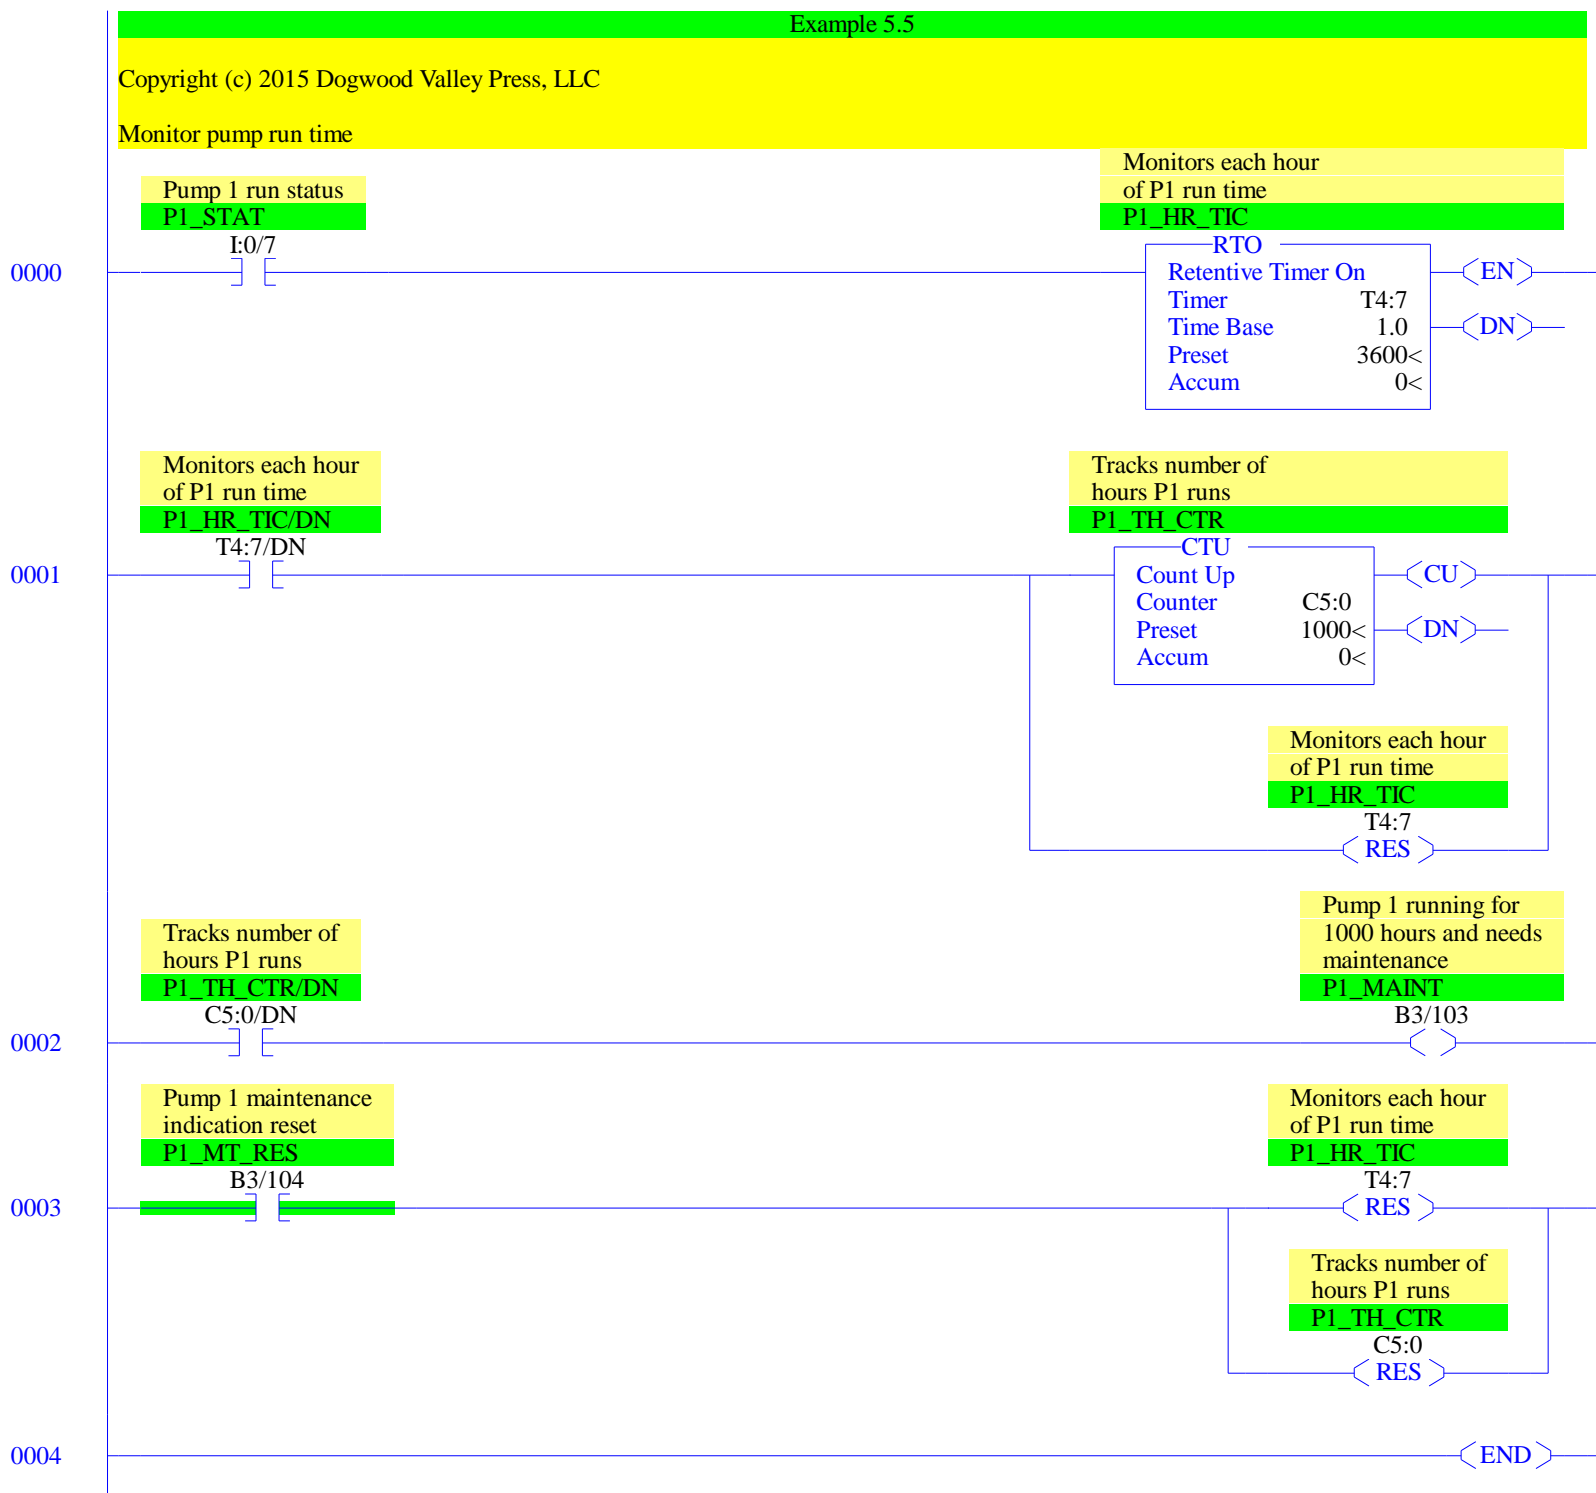 Example 5.5
Copyright (c) 2015 Dogwood Valley Press, LLC
Monitor pump run time
Pump 1 run status
P1_STAT
I:0/7
0000
Monitors each hour
of P1 run time
P1_HR_TIC
RTO
Retentive Timer On
Timer T4:7
Time Base 1.0
Preset 3600<
Accum 0<
EN
DN
Monitors each hour
of P1 run time
P1_HR_TIC/DN
T4:7/DN
0001
Tracks number of
hours P1 runs
P1_TH_CTR
CTU
Count Up
Counter C5:0
Preset 1000<
Accum 0<
CU
DN
Monitors each hour
of P1 run time
P1_HR_TIC
T4:7
RES
Tracks number of
hours P1 runs
P1_TH_CTR/DN
C5:0/DN
0002
Pump 1 running for
1000 hours and needs
maintenance
P1_MAINT
B3/103
Pump 1 maintenance
indication reset
P1_MT_RES
B3/104
0003
Monitors each hour
of P1 run time
P1_HR_TIC
T4:7
RES
Tracks number of
hours P1 runs
P1_TH_CTR
C5:0
RES
0004
END